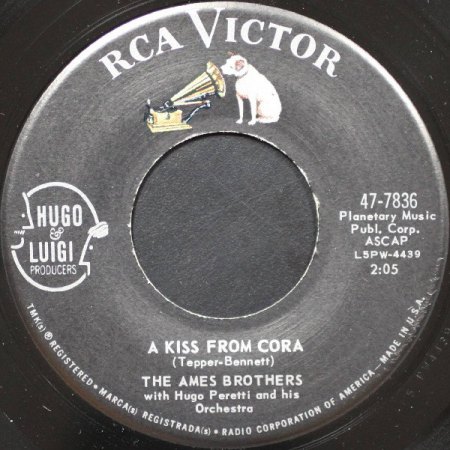 RCA VICTOR
HUGO
&
LUIGI
PRODUCERS
47-7836
Planetary Music
Publ. Corp.
ASCAP
L5PW-4439
2:05
A KISS FROM CORA
(Tepper-Bennett)
THE AMES BROTHERS
with Hugo Peretti and his
Orchestra
TMK(s) ® REGISTERED • MARCA(s) REGISTRADA(s) • RADIO CORPORATION OF AMERICA – MADE IN U.S.A.